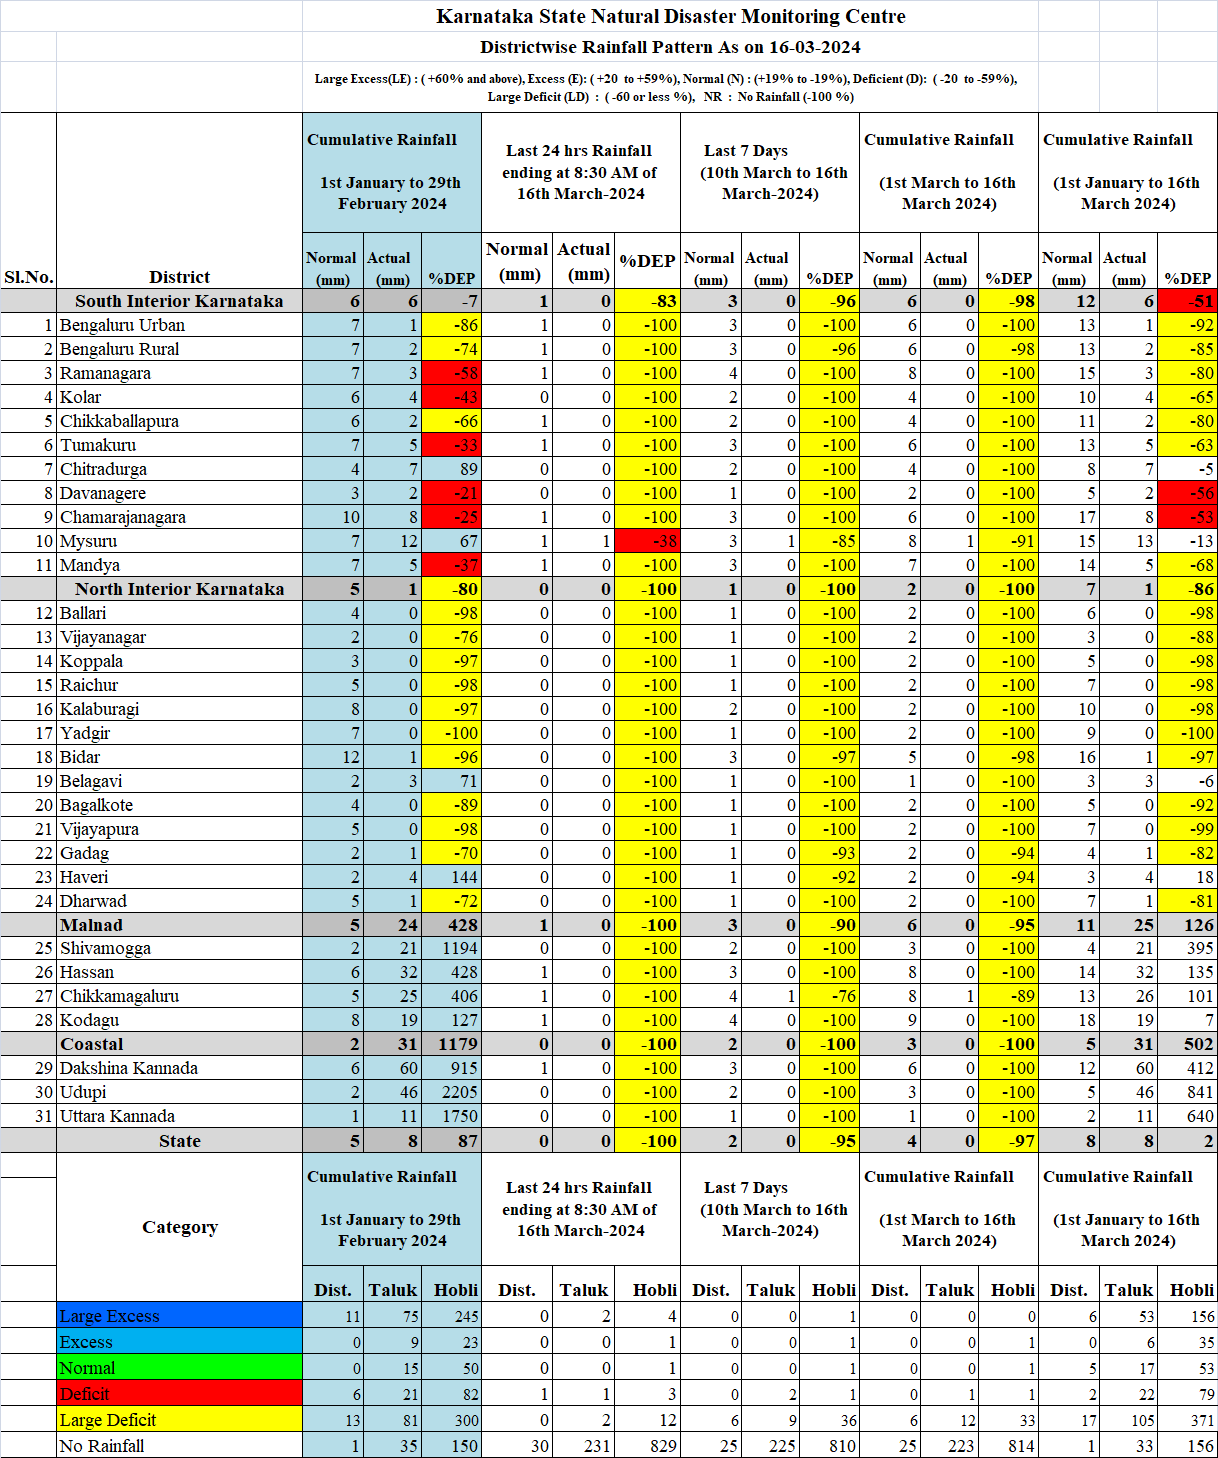 Karnataka State Natural Disaster Monitoring Centre
Districtwise Rainfall Pattern As on 16-03-2024
Large Excess(LE) : ( +60% and above), Excess (E): ( +20 to +59%), Normal (N) : (+19% to -19%), Deficient (D): ( -20 to -59%),
Large Deficit (LD) : ( -60 or less %), NR : No Rainfall (-100 %)
Sl.No. District Cumulative Rainfall 1st January to 29th February 2024 Last 24 hrs Rainfall ending at 8:30 AM of 16th March-2024 Last 7 Days (10th March to 16th March-2024) Cumulative Rainfall (1st March to 16th March 2024) Cumulative Rainfall (1st January to 16th March 2024)
Normal (mm) Actual (mm) %DEP Normal (mm) Actual (mm) %DEP Normal (mm) Actual (mm) %DEP Normal (mm) Actual (mm) %DEP Normal (mm) Actual (mm) %DEP
South Interior Karnataka 6 6 -7 1 0 -83 3 0 -96 6 0 -98 12 6 -51
1 Bengaluru Urban 7 1 -86 1 0 -100 3 0 -100 6 0 -100 13 1 -92
2 Bengaluru Rural 7 2 -74 1 0 -100 3 0 -96 6 0 -98 13 2 -85
3 Ramanagara 7 3 -58 1 0 -100 4 0 -100 8 0 -100 15 3 -80
4 Kolar 6 4 -43 0 0 -100 2 0 -100 4 0 -100 10 4 -65
5 Chikkaballapura 6 2 -66 1 0 -100 2 0 -100 4 0 -100 11 2 -80
6 Tumakuru 7 5 -33 1 0 -100 3 0 -100 6 0 -100 13 5 -63
7 Chitradurga 4 7 89 0 0 -100 2 0 -100 4 0 -100 8 7 -5
8 Davanagere 3 2 -21 0 0 -100 1 0 -100 2 0 -100 5 2 -56
9 Chamarajanagara 10 8 -25 1 0 -100 3 0 -100 6 0 -100 17 8 -53
10 Mysuru 7 12 67 1 1 -38 3 1 -85 8 1 -91 15 13 -13
11 Mandya 7 5 -37 1 0 -100 3 0 -100 7 0 -100 14 5 -68
North Interior Karnataka 5 1 -80 0 0 -100 1 0 -100 2 0 -100 7 1 -86
12 Ballari 4 0 -98 0 0 -100 1 0 -100 2 0 -100 6 0 -98
13 Vijayanagar 2 0 -76 0 0 -100 1 0 -100 2 0 -100 3 0 -88
14 Koppala 3 0 -97 0 0 -100 1 0 -100 2 0 -100 5 0 -98
15 Raichur 5 0 -98 0 0 -100 1 0 -100 2 0 -100 7 0 -98
16 Kalaburagi 8 0 -97 0 0 -100 2 0 -100 2 0 -100 10 0 -98
17 Yadgir 7 0 -100 0 0 -100 1 0 -100 2 0 -100 9 0 -100
18 Bidar 12 1 -96 0 0 -100 3 0 -97 5 0 -98 16 1 -97
19 Belagavi 2 3 71 0 0 -100 1 0 -100 1 0 -100 3 3 -6
20 Bagalkote 4 0 -89 0 0 -100 1 0 -100 2 0 -100 5 0 -92
21 Vijayapura 5 0 -98 0 0 -100 1 0 -100 2 0 -100 7 0 -99
22 Gadag 2 1 -70 0 0 -100 1 0 -93 2 0 -94 4 1 -82
23 Haveri 2 4 144 0 0 -100 1 0 -92 2 0 -94 3 4 18
24 Dharwad 5 1 -72 0 0 -100 1 0 -100 2 0 -100 7 1 -81
Malnad 5 24 428 1 0 -100 3 0 -90 6 0 -95 11 25 126
25 Shivamogga 2 21 1194 0 0 -100 2 0 -100 3 0 -100 4 21 395
26 Hassan 6 32 428 1 0 -100 3 0 -100 8 0 -100 14 32 135
27 Chikkamagaluru 5 25 406 1 0 -100 4 1 -76 8 1 -89 13 26 101
28 Kodagu 8 19 127 1 0 -100 4 0 -100 9 0 -100 18 19 7
Coastal 2 31 1179 0 0 -100 2 0 -100 3 0 -100 5 31 502
29 Dakshina Kannada 6 60 915 1 0 -100 3 0 -100 6 0 -100 12 60 412
30 Udupi 2 46 2205 0 0 -100 2 0 -100 3 0 -100 5 46 841
31 Uttara Kannada 1 11 1750 0 0 -100 1 0 -100 1 0 -100 2 11 640
State 5 8 87 0 0 -100 2 0 -95 4 0 -97 8 8 2
Category Cumulative Rainfall 1st January to 29th February 2024 Last 24 hrs Rainfall ending at 8:30 AM of 16th March-2024 Last 7 Days (10th March to 16th March-2024) Cumulative Rainfall (1st March to 16th March 2024) Cumulative Rainfall (1st January to 16th March 2024)
Dist. Taluk Hobli Dist. Taluk Hobli Dist. Taluk Hobli Dist. Taluk Hobli Dist. Taluk Hobli
Large Excess 11 75 245 0 2 4 0 0 1 0 0 0 6 53 156
Excess 0 9 23 0 0 1 0 0 1 0 0 1 0 6 35
Normal 0 15 50 0 0 1 0 0 1 0 0 1 5 17 53
Deficit 6 21 82 1 1 3 0 2 1 0 1 1 2 22 79
Large Deficit 13 81 300 0 2 12 6 9 36 6 12 33 17 105 371
No Rainfall 1 35 150 30 231 829 25 225 810 25 223 814 1 33 156